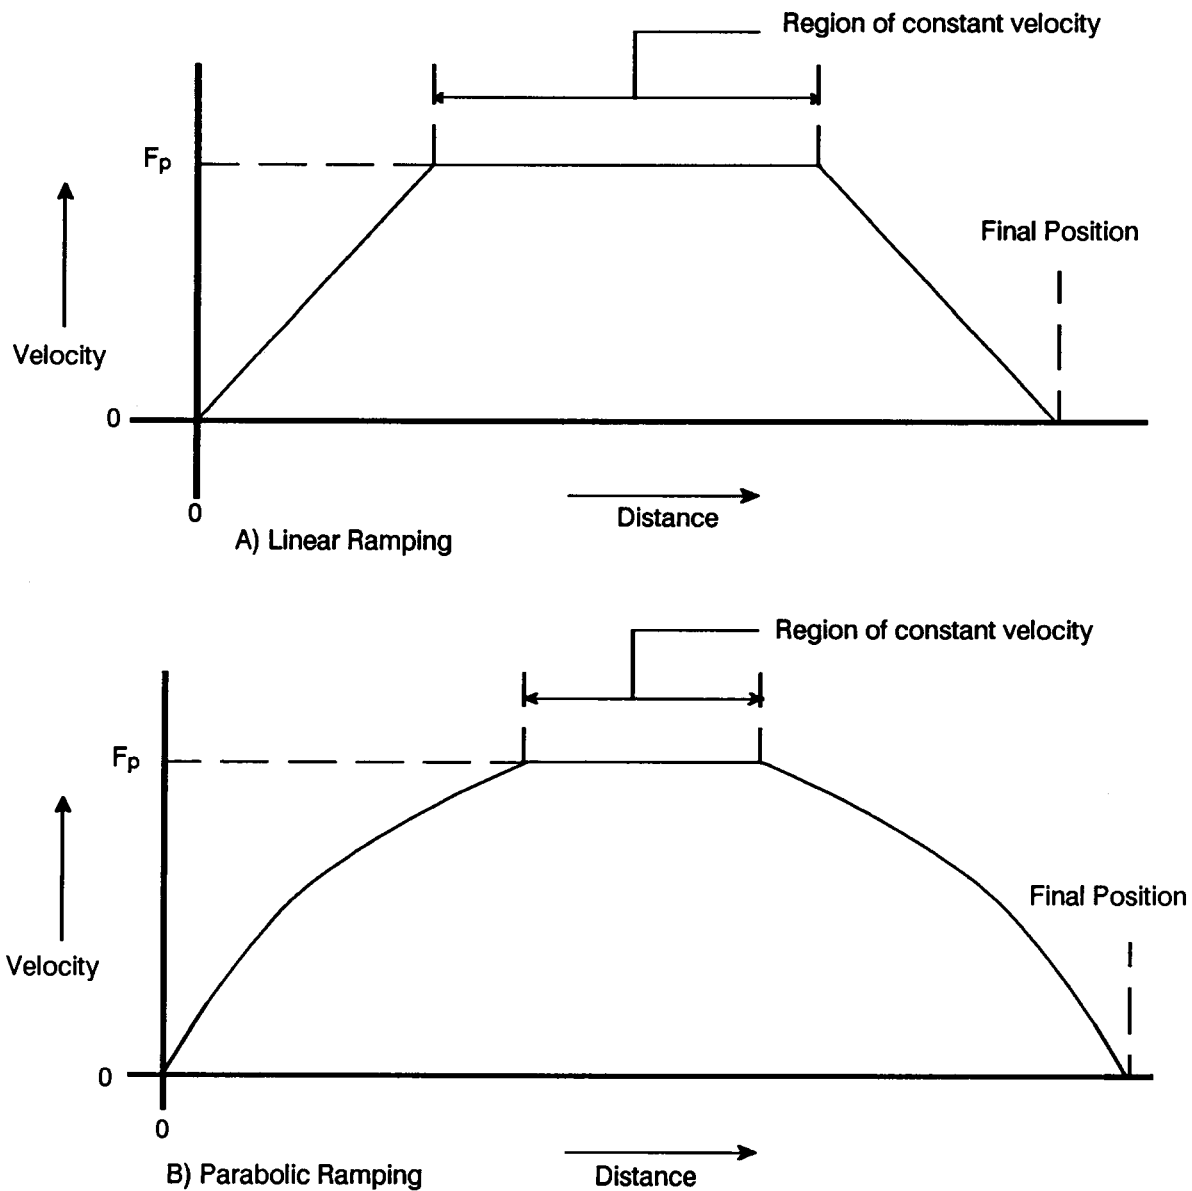 Region of constant velocity
Fp
Final Position
Velocity
0
0
Distance
A) Linear Ramping
Region of constant velocity
Fp
Final Position
Velocity
0
0
Distance
B) Parabolic Ramping